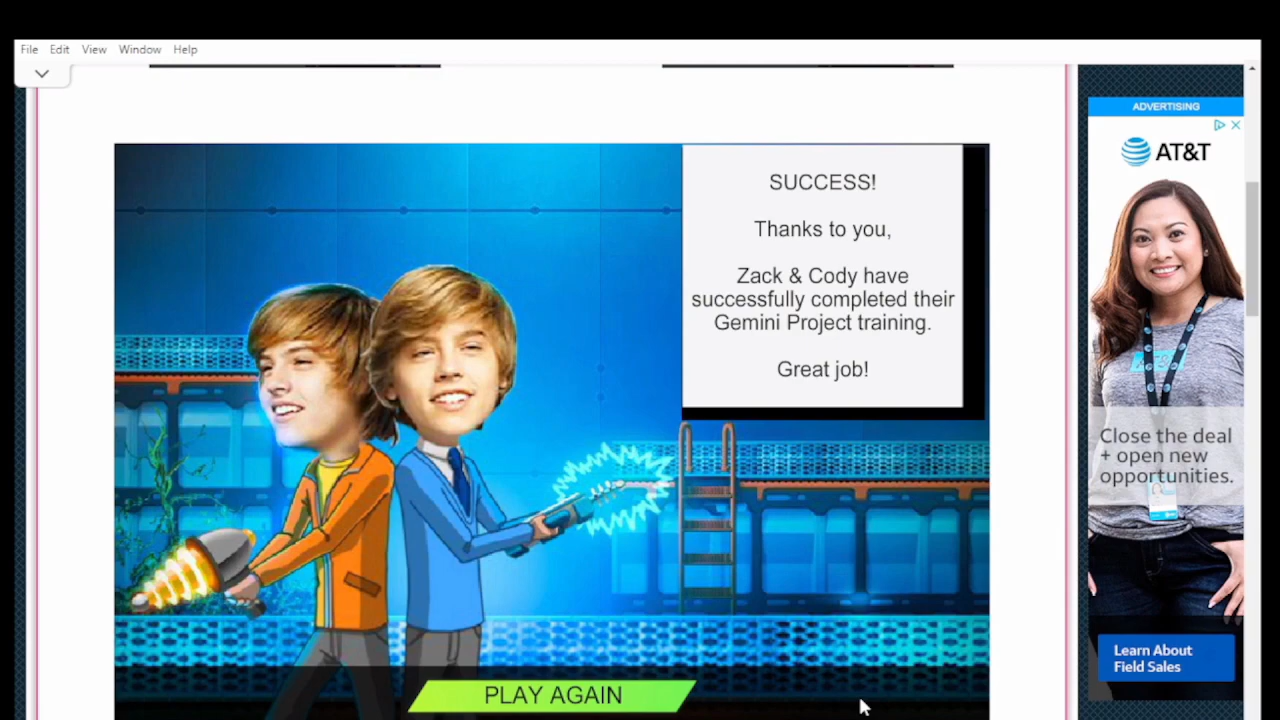 File Edit View Window Help
ADVERTISING
AT&T
SUCCESS!
Thanks to you,
Zack & Cody have
successfully completed their
Gemini Project training.
Great job!
Close the deal
+ open new
opportunities.
Learn About
Field Sales
PLAY AGAIN